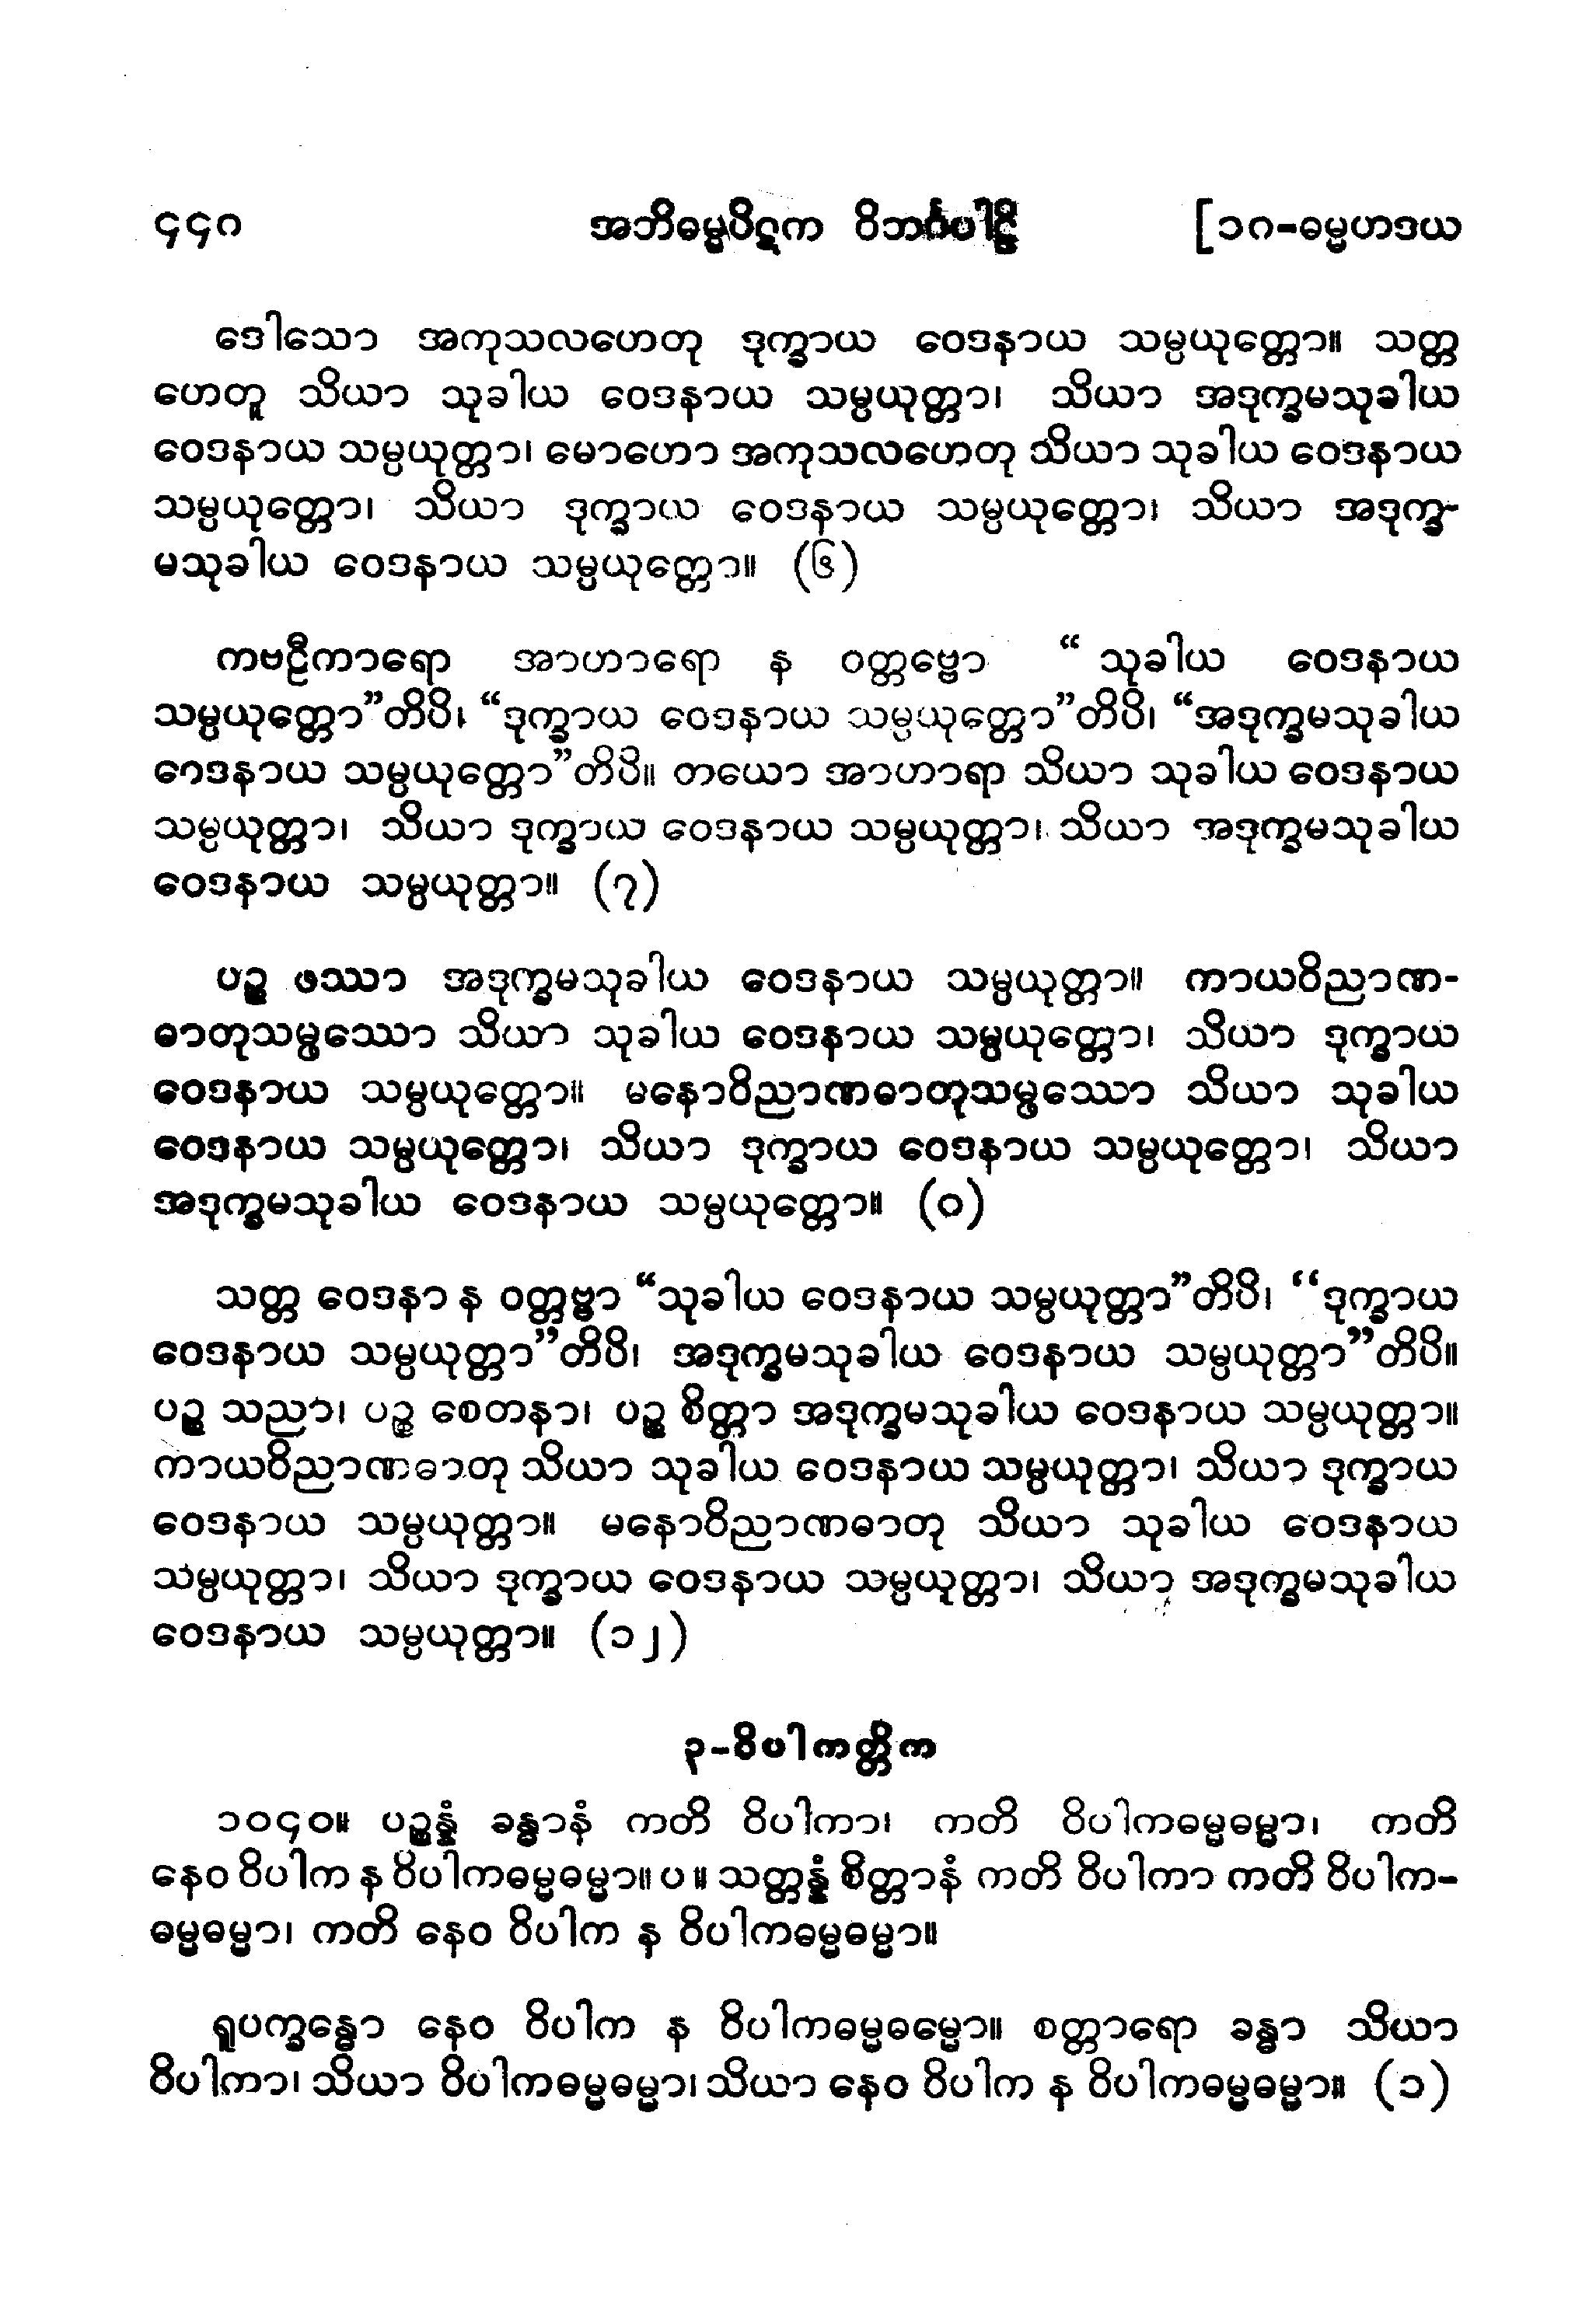 ၄၄၈ အဘိဓမ္မပိဋက ဝိဘင်္ဂပါဠိ [၁၈-ဓမ္မဟဒယ
ဒေါသော အကုသလဟေတု ဒုက္ခာယ ဝေဒနာယ သမ္ပယုတ္တော။ သတ္တ
ဟေတူ သိယာ သုခါယ ဝေဒနာယ သမ္ပယုတ္တာ၊ သိယာ အဒုက္ခမသုခါယ
ဝေဒနာယ သမ္ပယုတ္တာ၊ မောဟော အကုသလဟေတု သိယာ သုခါယ ဝေဒနာယ
သမ္ပယုတ္တော၊ သိယာ ဒုက္ခာယ ဝေဒနာယ သမ္ပယုတ္တော၊ သိယာ အဒုက္ခ-
မသုခါယ ဝေဒနာယ သမ္ပယုတ္တော။ (၆)
ကဗဠီကာရော အာဟာရော န ဝတ္တဗ္ဗော “သုခါယ ဝေဒနာယ
သမ္ပယုတ္တော”တိပိ၊ “ဒုက္ခာယ ဝေဒနာယ သမ္ပယုတ္တော”တိပိ၊ “အဒုက္ခမသုခါယ
ဝေဒနာယ သမ္ပယုတ္တော”တိပိ။ တယော အာဟာရာ သိယာ သုခါယ ဝေဒနာယ
သမ္ပယုတ္တာ၊ သိယာ ဒုက္ခာယ ဝေဒနာယ သမ္ပယုတ္တာ၊ သိယာ အဒုက္ခမသုခါယ
ဝေဒနာယ သမ္ပယုတ္တာ။ (၇)
ပဉ္စ ဖဿာ အဒုက္ခမသုခါယ ဝေဒနာယ သမ္ပယုတ္တာ။ ကာယဝိညာဏ-
ဓာတုသမ္ဖဿော သိယာ သုခါယ ဝေဒနာယ သမ္ပယုတ္တော၊ သိယာ ဒုက္ခာယ
ဝေဒနာယ သမ္ပယုတ္တော။ မနောဝိညာဏဓာတုသမ္ဖဿော သိယာ သုခါယ
ဝေဒနာယ သမ္ပယုတ္တော၊ သိယာ ဒုက္ခာယ ဝေဒနာယ သမ္ပယုတ္တော၊ သိယာ
အဒုက္ခမသုခါယ ဝေဒနာယ သမ္ပယုတ္တော။ (၈)
သတ္တ ဝေဒနာ န ဝတ္တဗ္ဗာ “သုခါယ ဝေဒနာယ သမ္ပယုတ္တာ”တိပိ၊ “ဒုက္ခာယ
ဝေဒနာယ သမ္ပယုတ္တာ”တိပိ၊ အဒုက္ခမသုခါယ ဝေဒနာယ သမ္ပယုတ္တာ”တိပိ။
ပဉ္စ သညာ၊ ပဉ္စ စေတနာ၊ ပဉ္စ စိတ္တာ အဒုက္ခမသုခါယ ဝေဒနာယ သမ္ပယုတ္တာ။
ကာယဝိညာဏဓာတု သိယာ သုခါယ ဝေဒနာယ သမ္ပယုတ္တာ၊ သိယာ ဒုက္ခာယ
ဝေဒနာယ သမ္ပယုတ္တာ။ မနောဝိညာဏဓာတု သိယာ သုခါယ ဝေဒနာယ
သမ္ပယုတ္တာ၊ သိယာ ဒုက္ခာယ ဝေဒနာယ သမ္ပယုတ္တာ၊ သိယာ အဒုက္ခမသုခါယ
ဝေဒနာယ သမ္ပယုတ္တာ။ (၁၂)
၃-ဝိပါကတ္တိက
၁၀၄၀။ ပဉ္စန္နံ ခန္ဓာနံ ကတိ ဝိပါကာ၊ ကတိ ဝိပါကဓမ္မဓမ္မာ၊ ကတိ
နေဝ ဝိပါက န ဝိပါကဓမ္မဓမ္မာ။ ပ ။ သတ္တန္နံ စိတ္တာနံ ကတိ ဝိပါကာ ကတိ ဝိပါက-
ဓမ္မဓမ္မာ၊ ကတိ နေဝ ဝိပါက န ဝိပါကဓမ္မဓမ္မာ။
ရူပက္ခန္ဓော နေဝ ဝိပါက န ဝိပါကဓမ္မဓမ္မော။ စတ္တာရော ခန္ဓာ သိယာ
ဝိပါကာ၊ သိယာ ဝိပါကဓမ္မဓမ္မာ၊ သိယာ နေဝ ဝိပါက န ဝိပါကဓမ္မဓမ္မာ။ (၁)